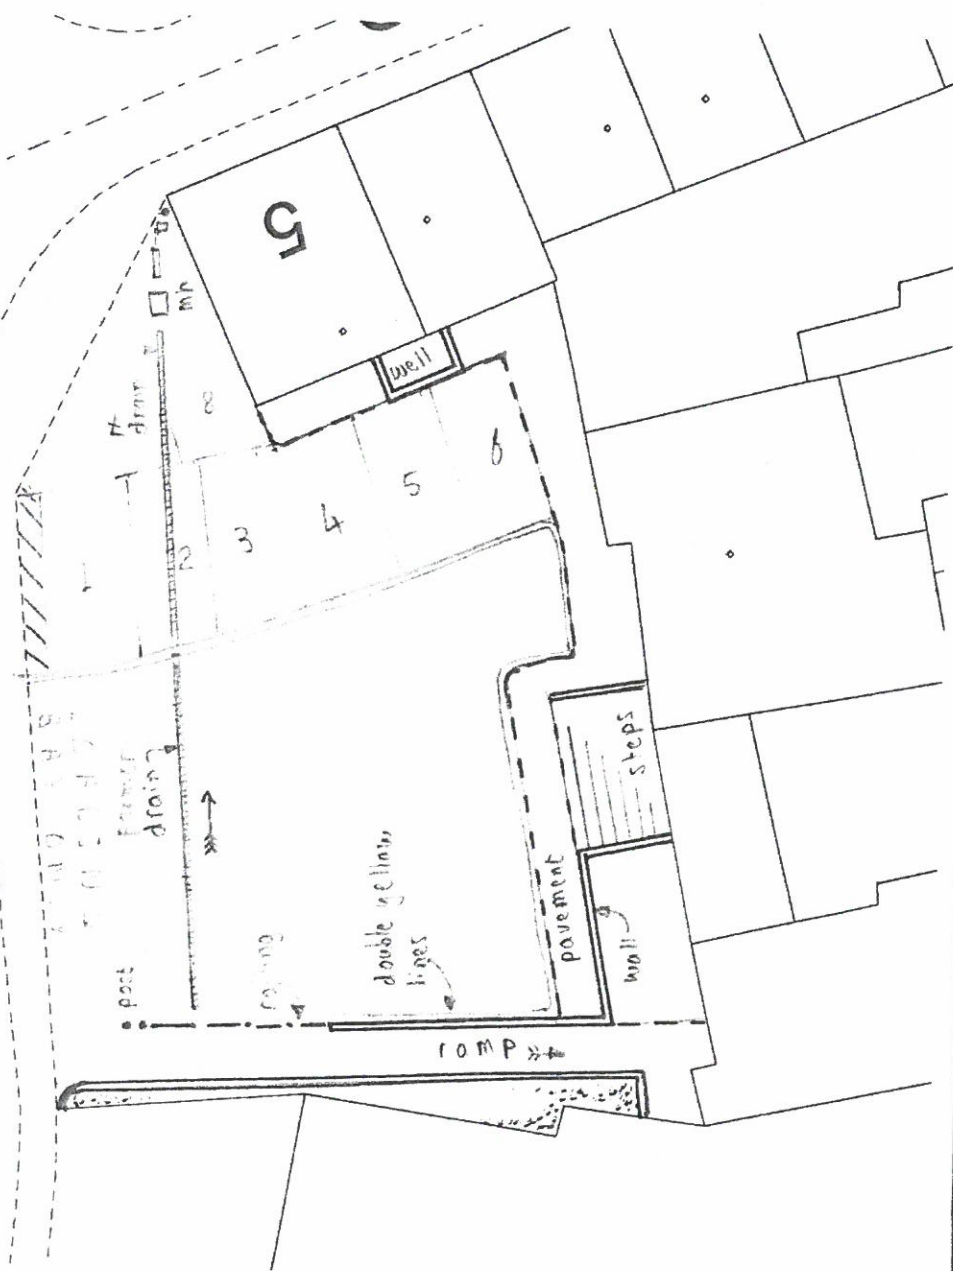 5
mh
well
drain
8
1
2
3
4
5
6
former
drain
steps
pavement
wall
double yellow
lines
post
ramp